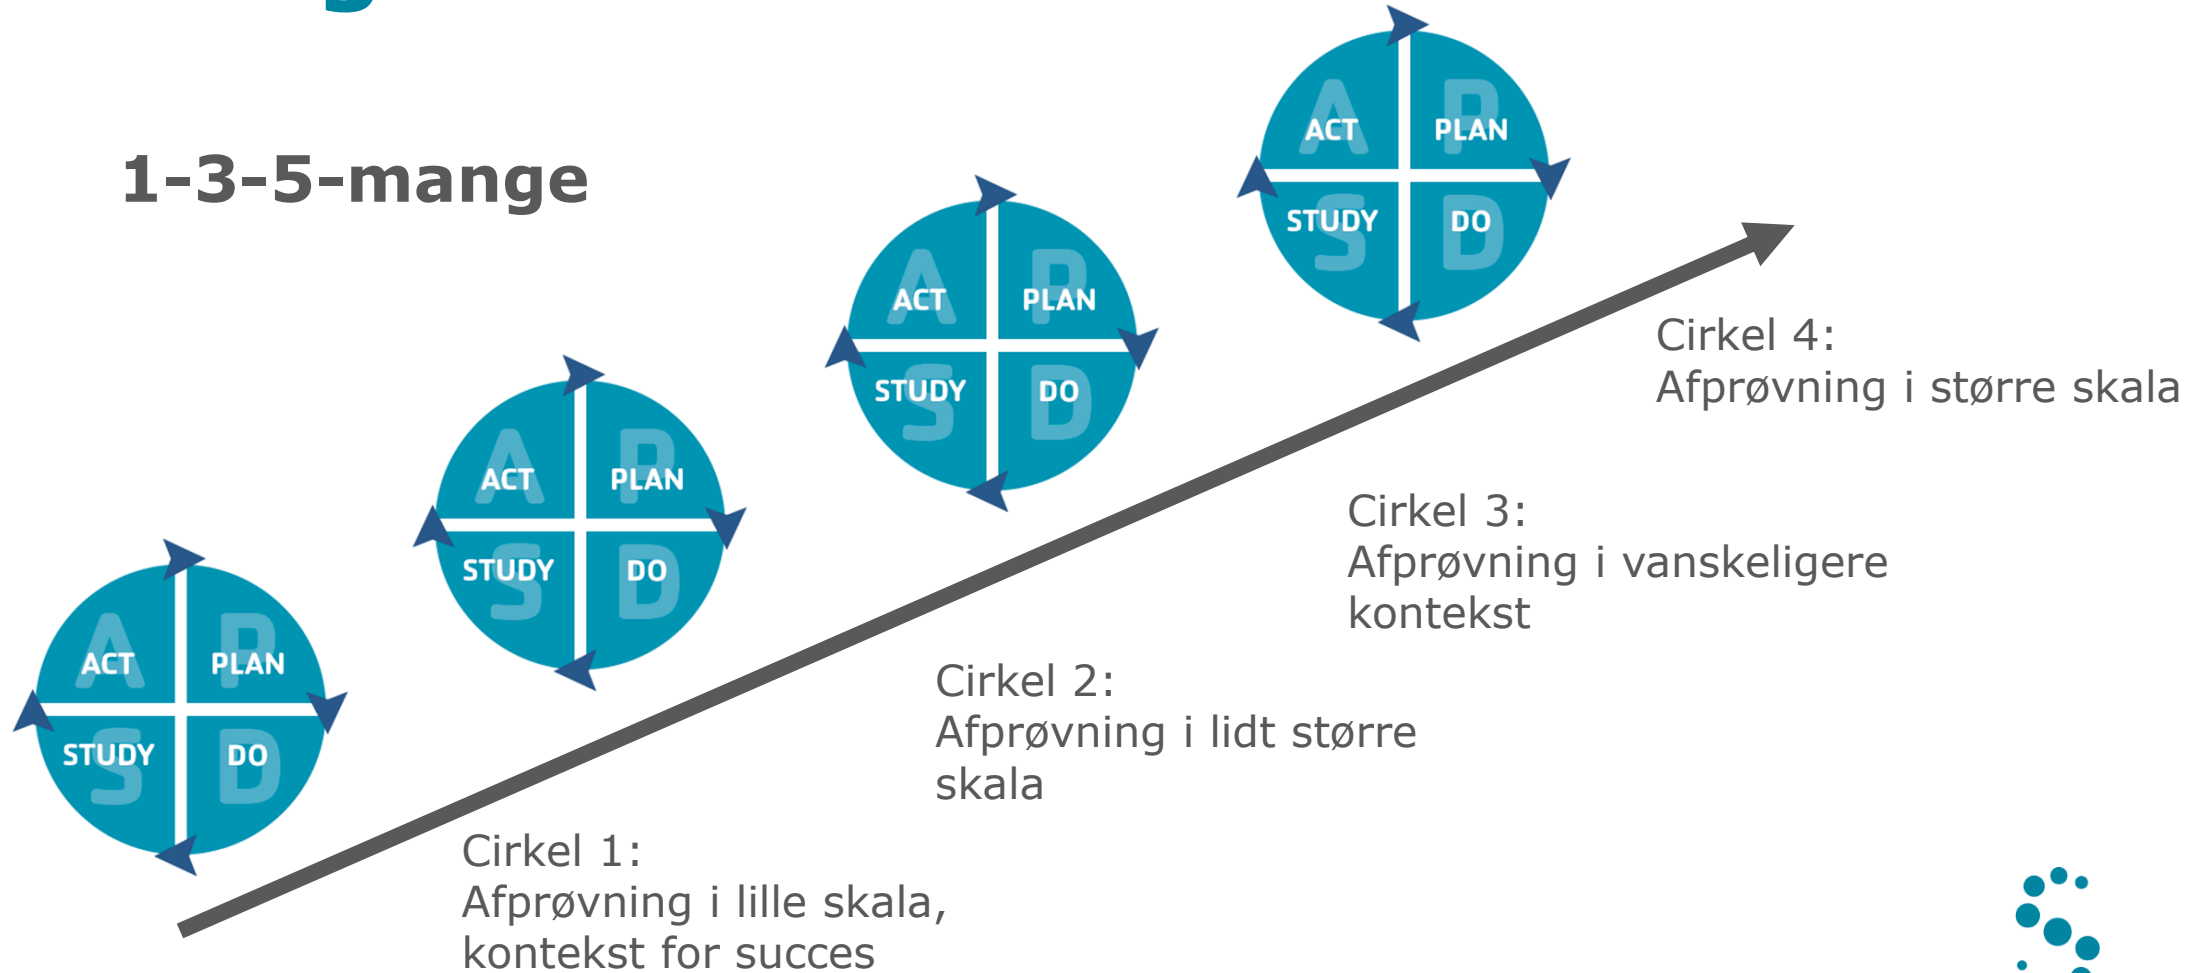 1-3-5-mange
A
P
ACT
PLAN
STUDY
DO
S
D
Cirkel 4:
Afprøvning i større skala
A
P
ACT
PLAN
STUDY
DO
S
D
Cirkel 3:
Afprøvning i vanskeligere
kontekst
A
P
ACT
PLAN
STUDY
DO
S
D
Cirkel 2:
Afprøvning i lidt større
skala
A
P
ACT
PLAN
STUDY
DO
S
D
Cirkel 1:
Afprøvning i lille skala,
kontekst for succes